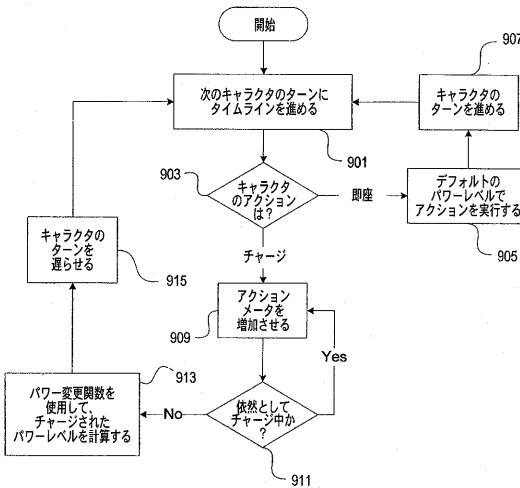 開始
907
次のキャラクタのターンに
タイムラインを進める
キャラクタの
ターンを進める
901
903
キャラクタ
のアクション
は?
即座
デフォルトの
パワーレベルで
アクションを実行する
905
キャラクタの
ターンを
遅らせる
915
チャージ
アクション
メータを
増加させる
909
Yes
913
パワー変更関数を
使用して、
チャージされた
パワーレベルを計算する
No
依然として
チャージ中か
?
911